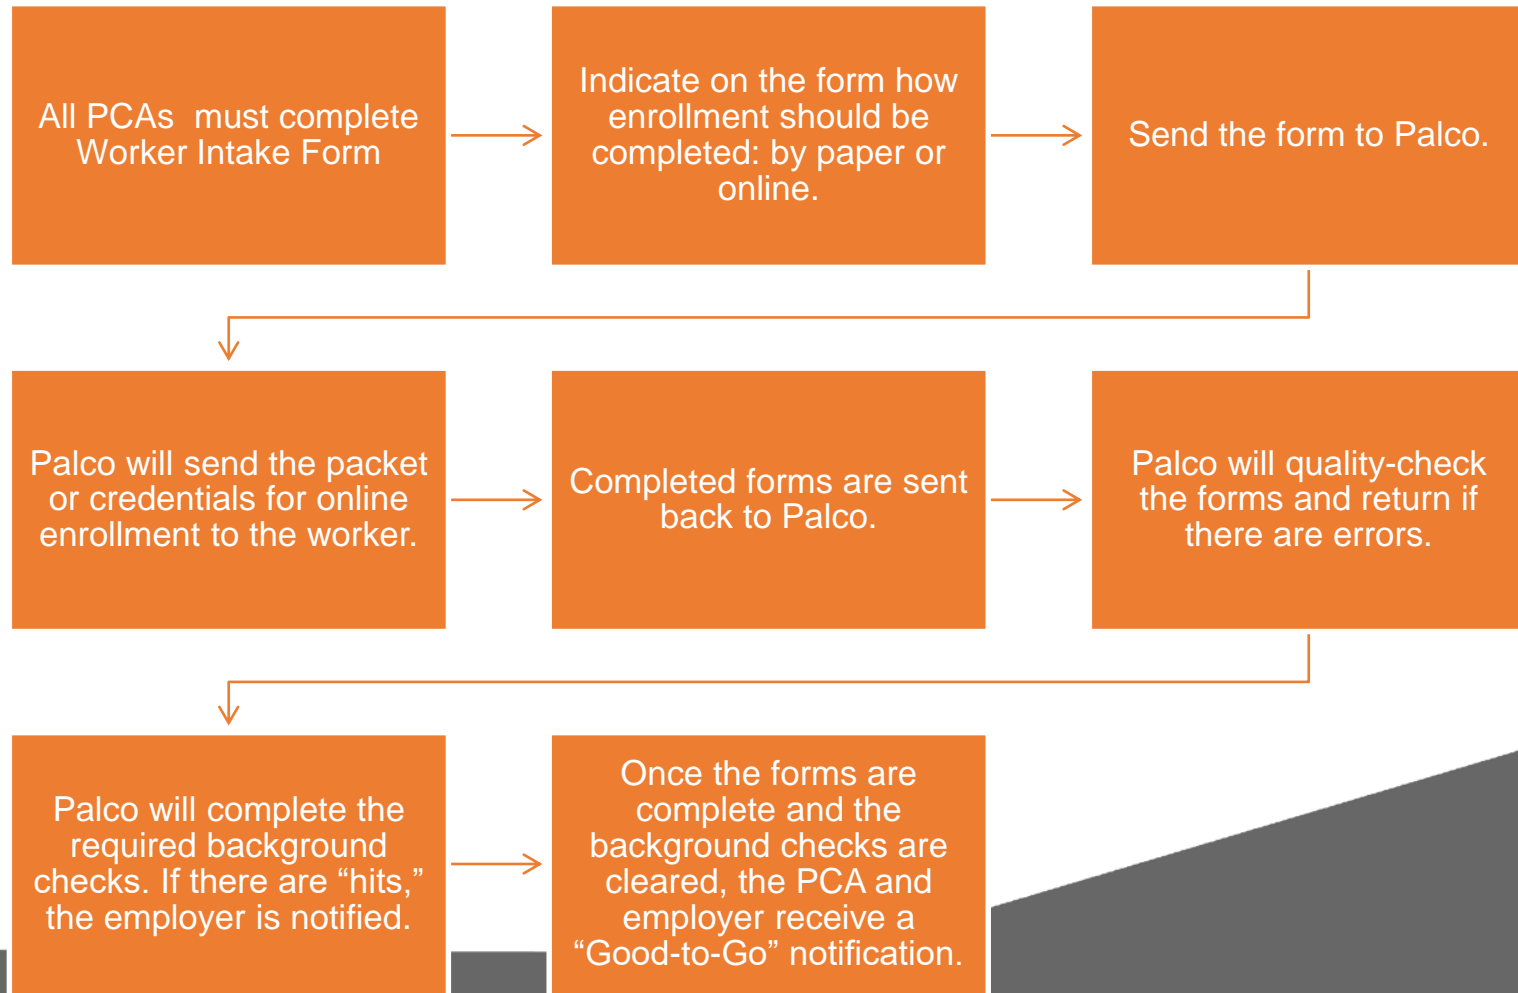 All PCAs  must complete
Worker Intake Form
Indicate on the form how
enrollment should be
completed: by paper or
online.
Send the form to Palco.
Palco will send the packet
or credentials for online
enrollment to the worker.
Completed forms are sent
back to Palco.
Palco will quality-check
the forms and return if
there are errors.
Palco will complete the
required background
checks. If there are “hits,”
the employer is notified.
Once the forms are
complete and the
background checks are
cleared, the PCA and
employer receive a
“Good-to-Go” notification.